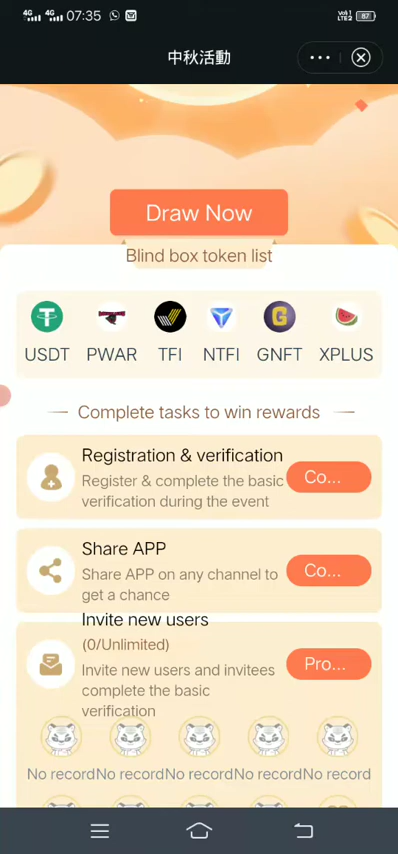 4G 4G 07:35 Vo) 1 LTE2 87
中秋活動
Draw Now
Blind box token list
USDT PWAR TFI NTFI GNFT XPLUS
Complete tasks to win rewards
Registration & verification
Register & complete the basic
verification during the event
Co...
Share APP
Share APP on any channel to
get a chance
Co...
Invite new users
(0/Unlimited)
Invite new users and invitees
complete the basic
verification
Pro...
No record No record No record No record No record